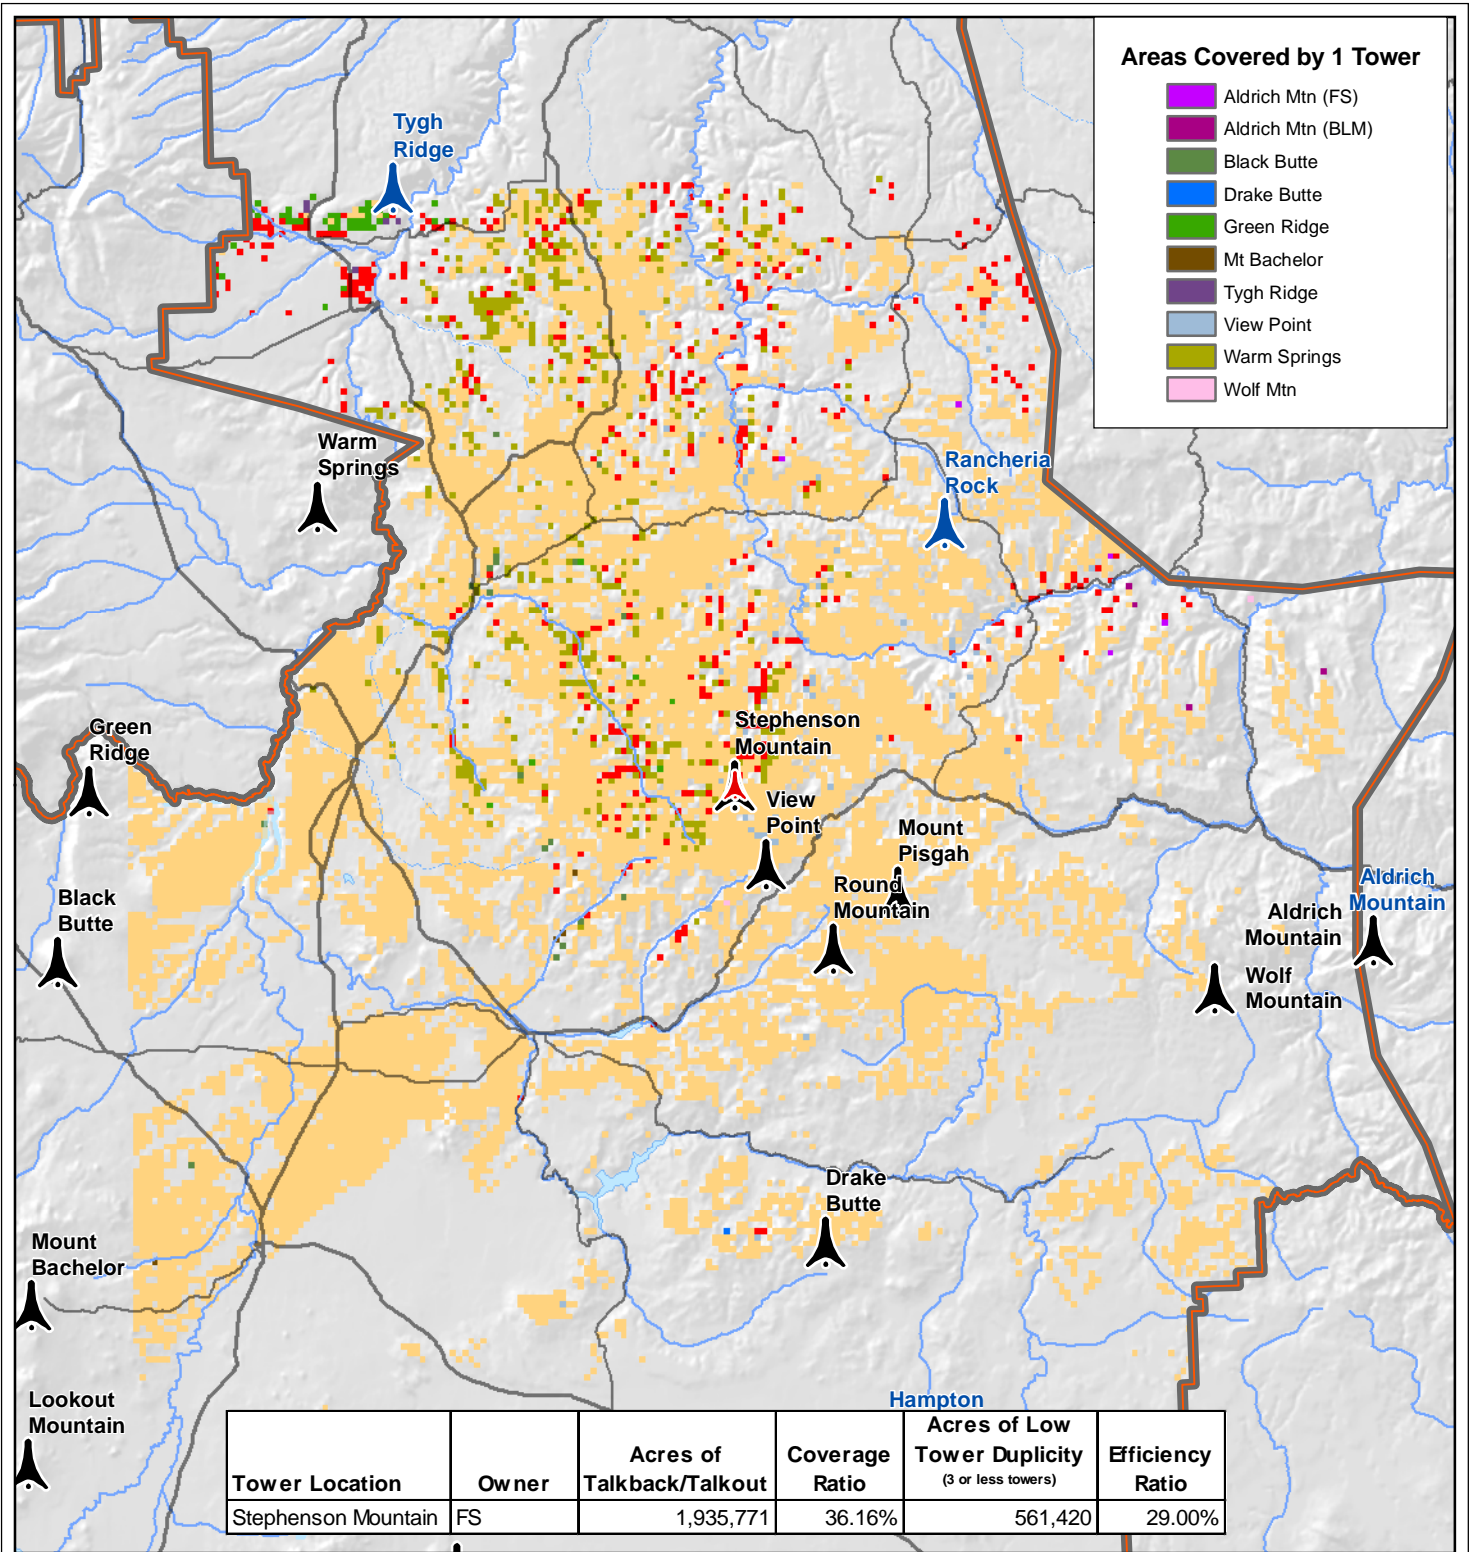 Areas Covered by 1 Tower
Aldrich Mtn (FS)
Aldrich Mtn (BLM)
Black Butte
Drake Butte
Green Ridge
Mt Bachelor
Tygh Ridge
View Point
Warm Springs
Wolf Mtn
Tygh
Ridge
Warm
Springs
Rancheria
Rock
Green
Ridge
Stephenson
Mountain
View
Point
Mount
Pisgah
Round
Mountain
Black
Butte
Aldrich
Mountain
Aldrich
Mountain
Wolf
Mountain
Drake
Butte
Mount
Bachelor
Lookout
Mountain
Hampton
Tower Location
Owner
Acres of
Talkback/Talkout
Coverage
Ratio
Acres of Low
Tower Duplicity
(3 or less towers)
Efficiency
Ratio
Stephenson Mountain FS 1,935,771 36.16% 561,420 29.00%